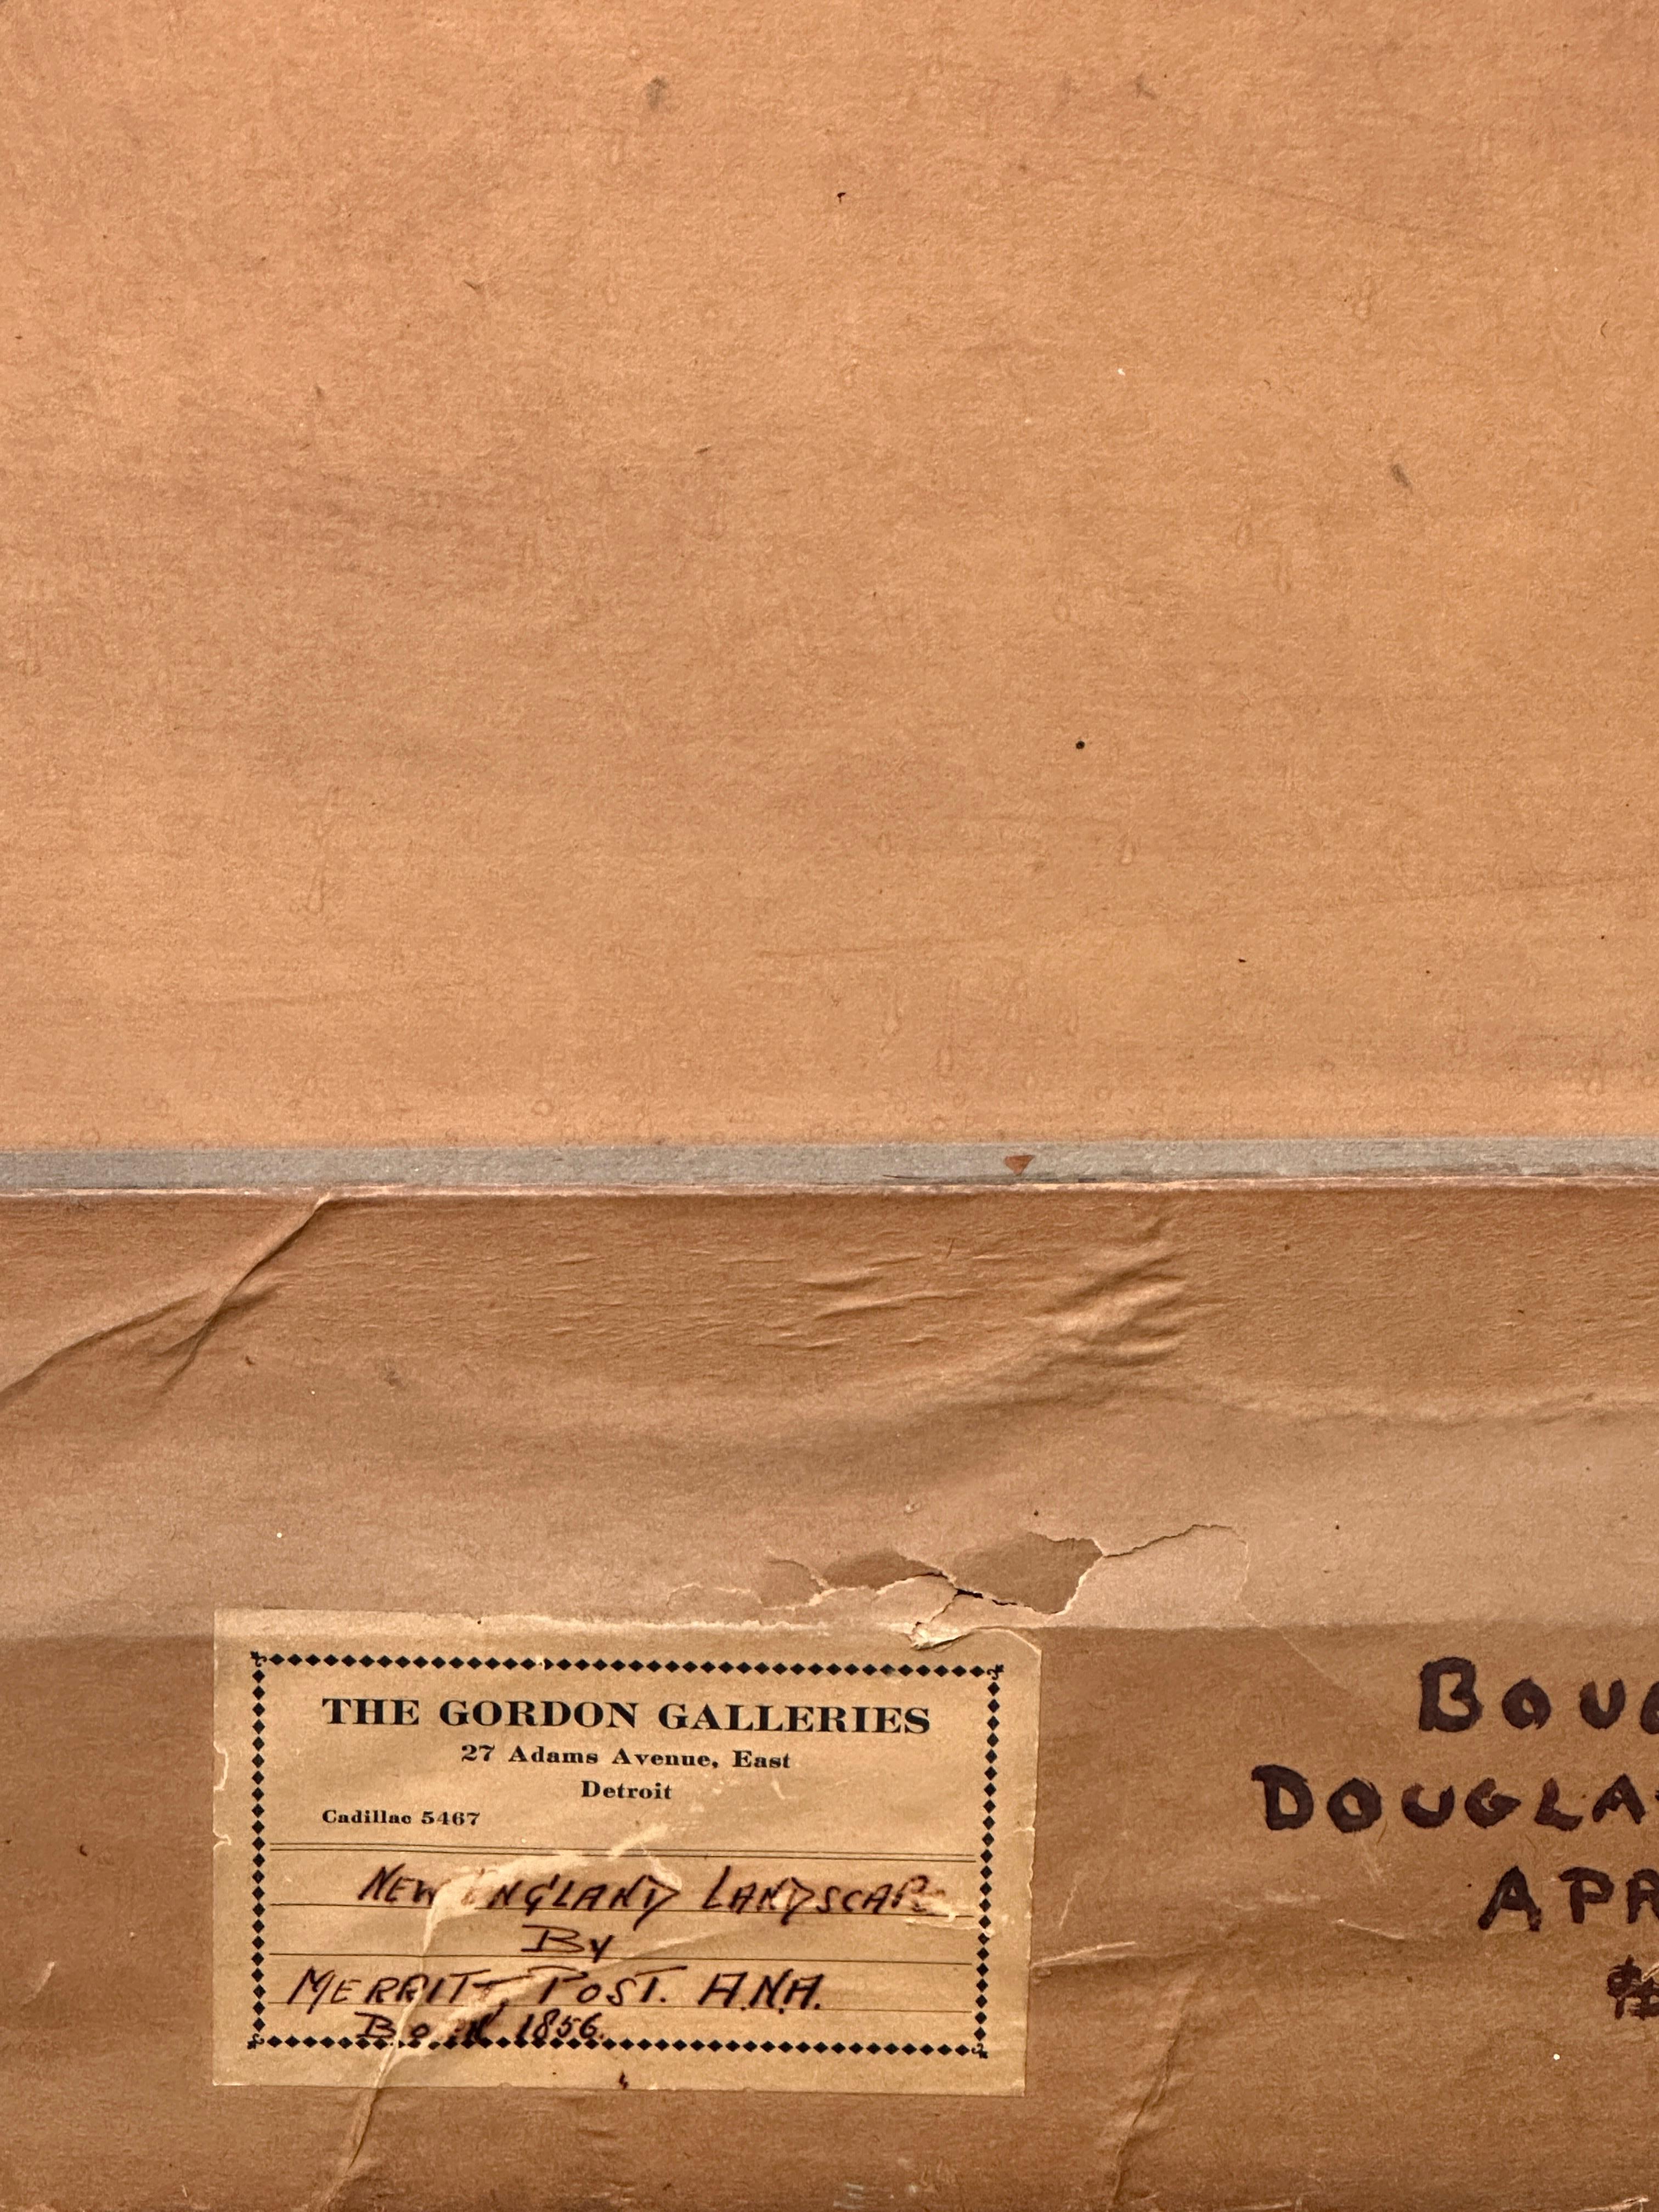 THE GORDON GALLERIES
27 Adams Avenue, East
Detroit
Cadillac 5467
NEW ENGLAND LANDSCAPE
By
MERRITT POST. A.N.A.
BORN 1856.
BOU
DOUGLA
APR